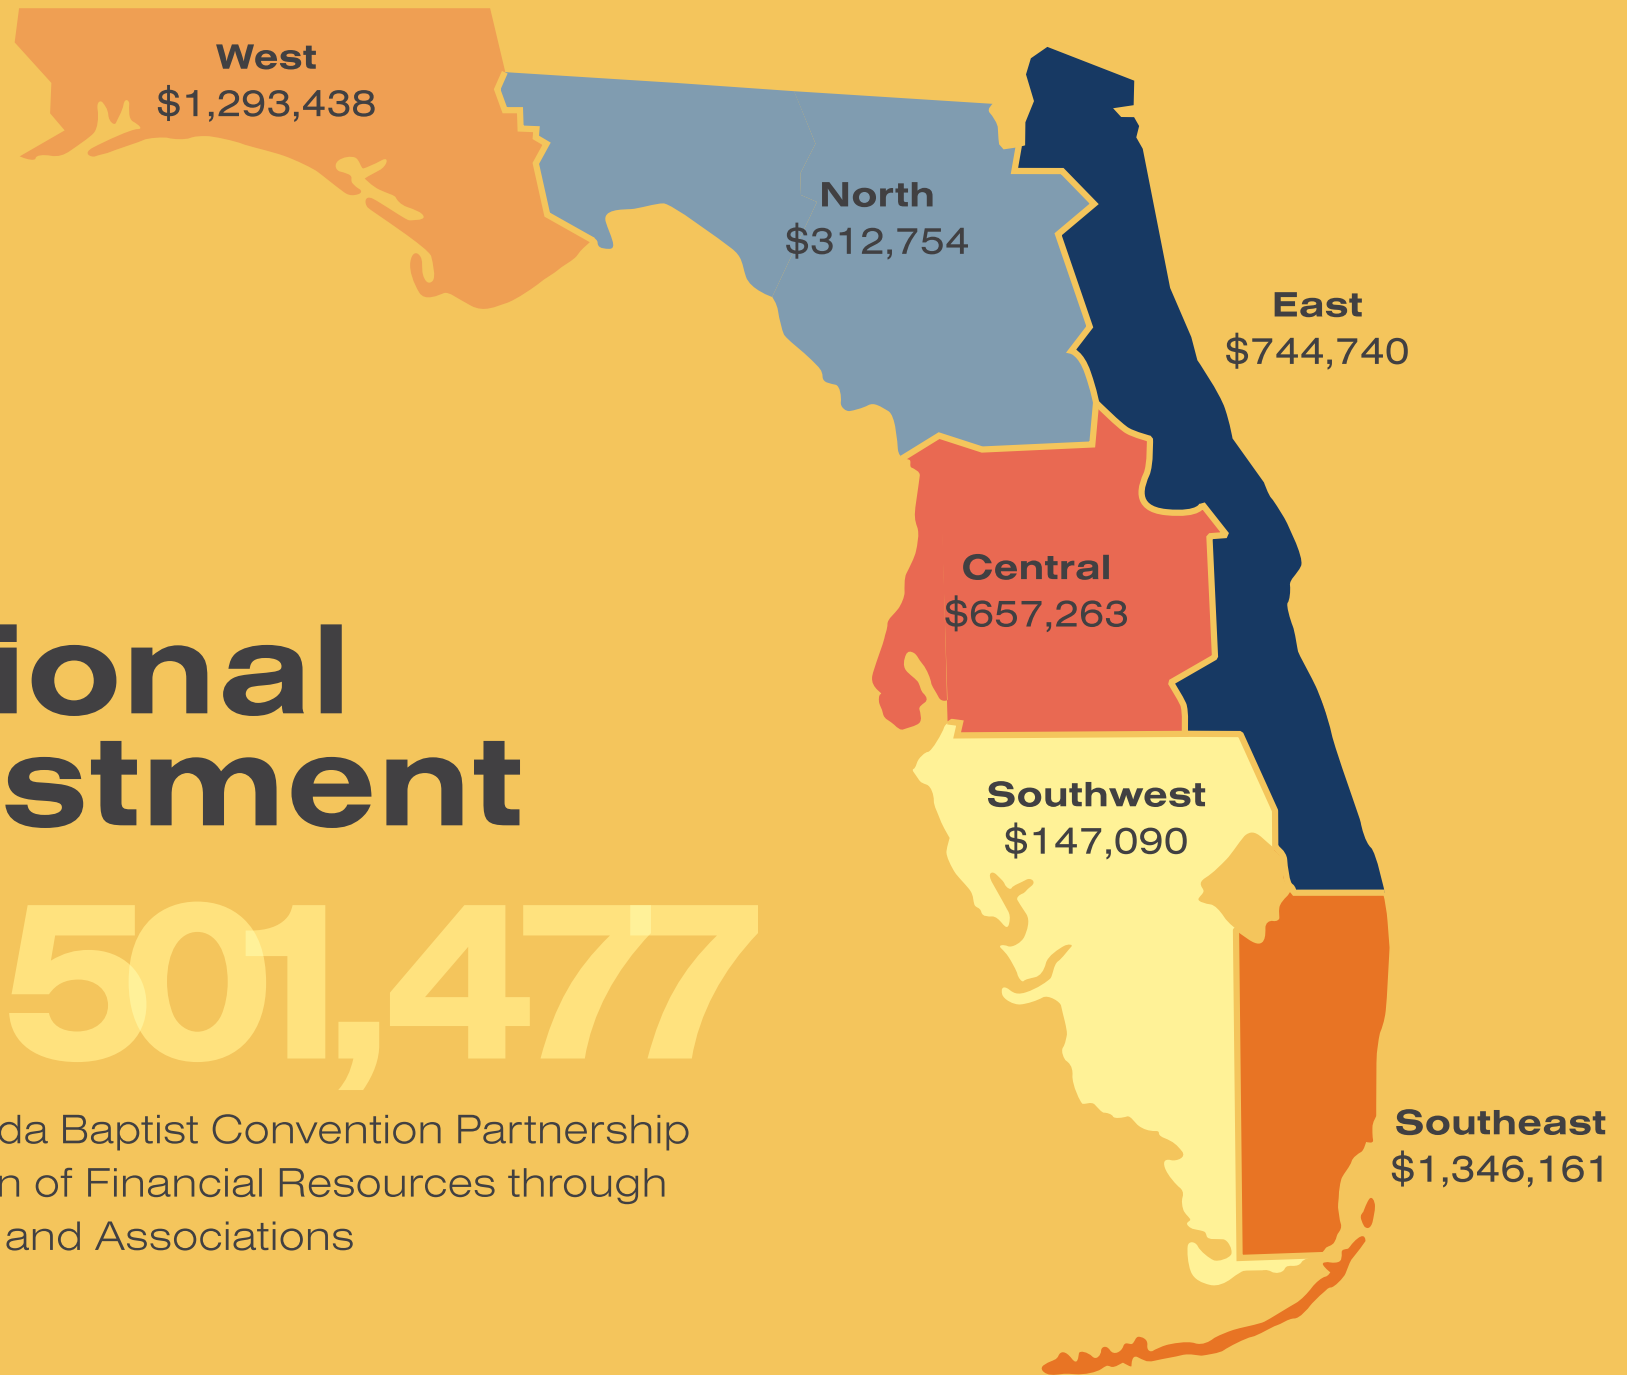 West
$1,293,438
North
$312,754
East
$744,740
Central
$657,263
ional
stment
Southwest
$147,090
501,477
da Baptist Convention Partnership
n of Financial Resources through
and Associations
Southeast
$1,346,161